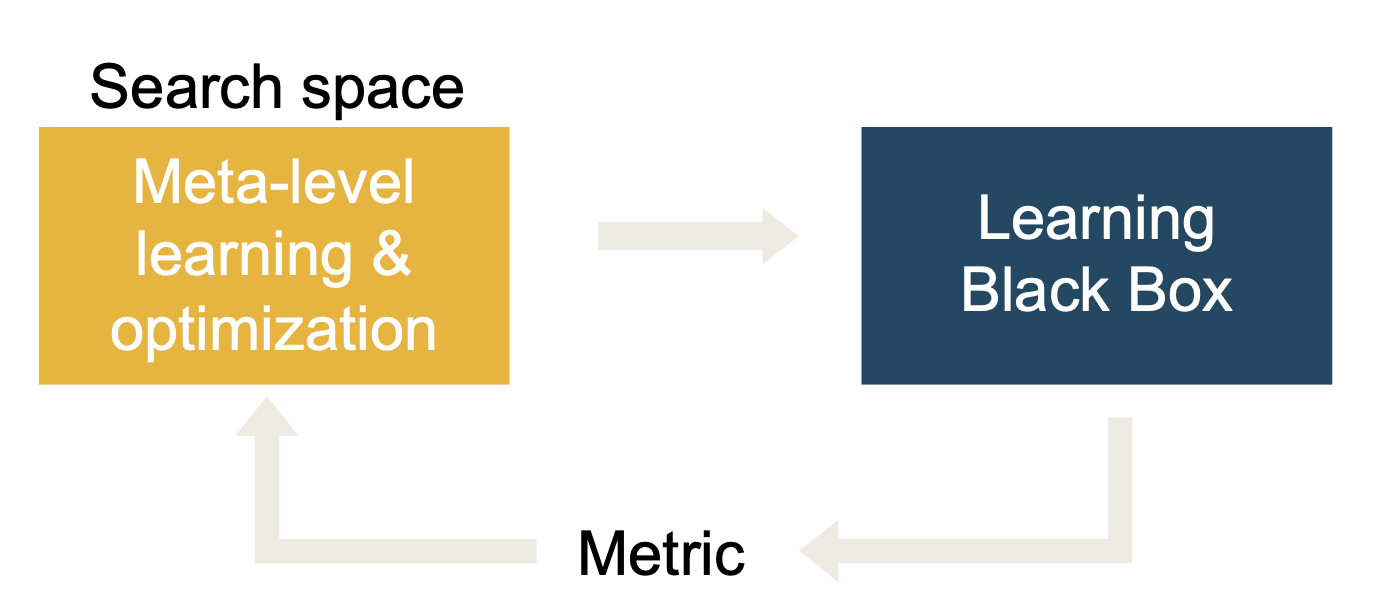 Search space
Meta-level
learning &
optimization
Learning
Black Box
Metric